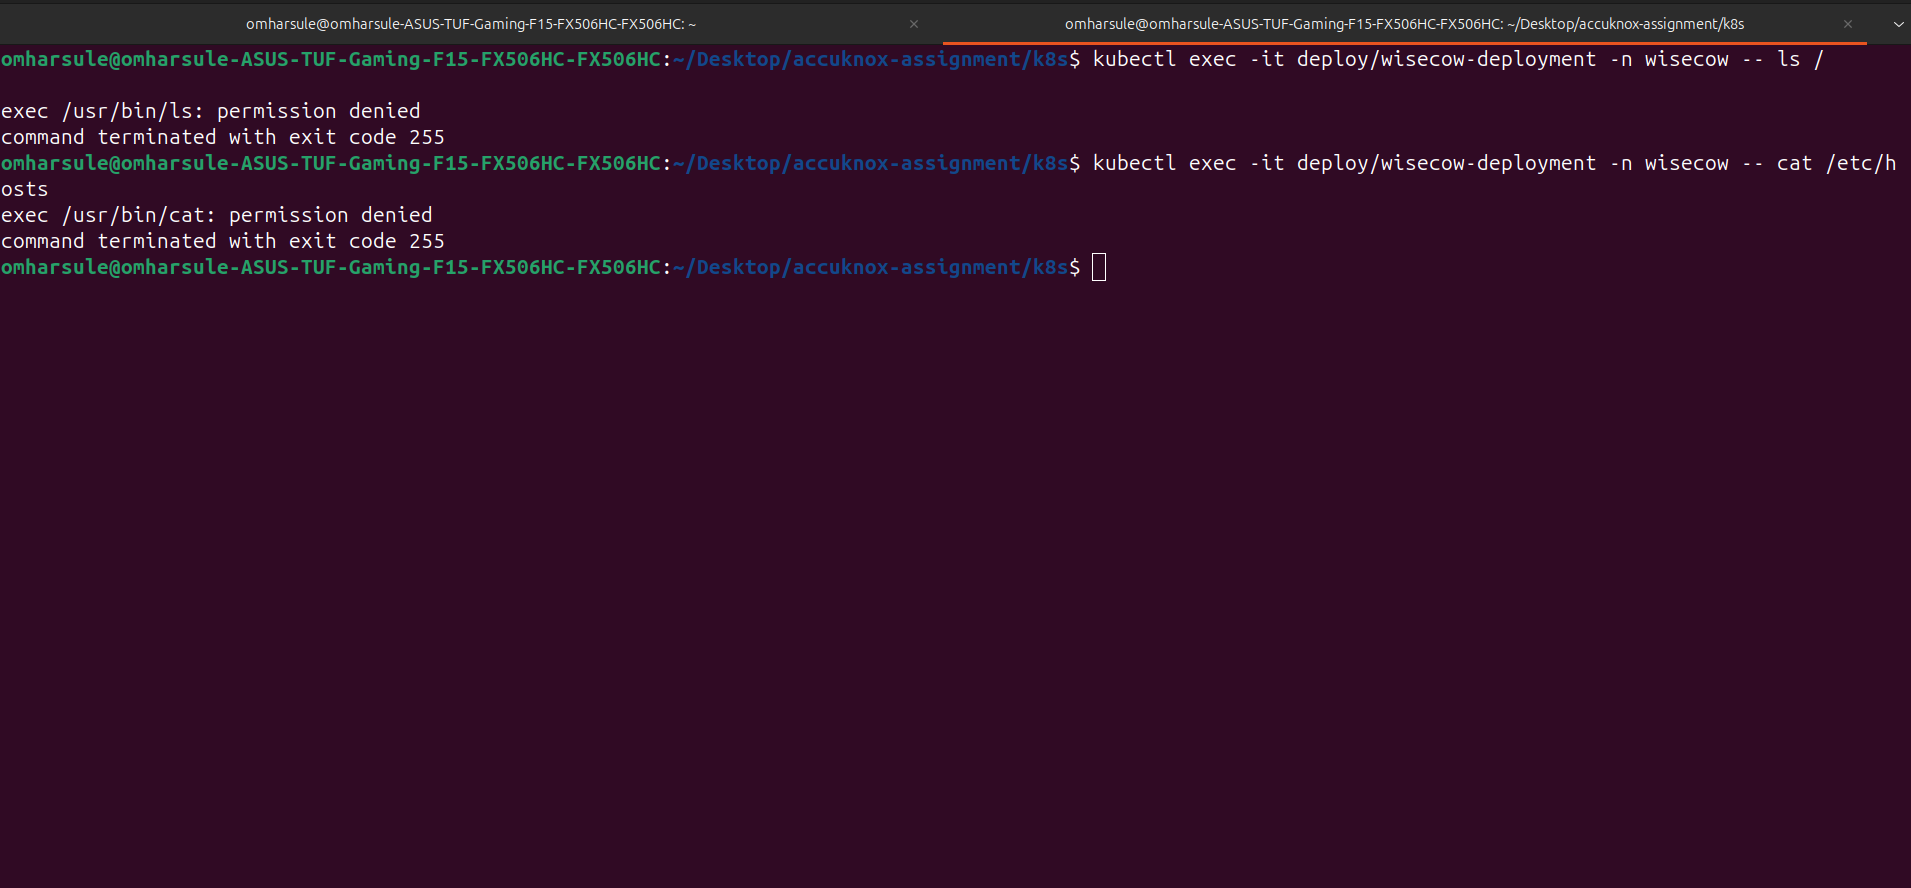 omharsule@omharsule-ASUS-TUF-Gaming-F15-FX506HC-FX506HC: ~
omharsule@omharsule-ASUS-TUF-Gaming-F15-FX506HC-FX506HC: ~/Desktop/accuknox-assignment/k8s
omharsule@omharsule-ASUS-TUF-Gaming-F15-FX506HC-FX506HC:~/Desktop/accuknox-assignment/k8s$ kubectl exec -it deploy/wisecow-deployment -n wisecow -- ls /
exec /usr/bin/ls: permission denied
command terminated with exit code 255
omharsule@omharsule-ASUS-TUF-Gaming-F15-FX506HC-FX506HC:~/Desktop/accuknox-assignment/k8s$ kubectl exec -it deploy/wisecow-deployment -n wisecow -- cat /etc/h
osts
exec /usr/bin/cat: permission denied
command terminated with exit code 255
omharsule@omharsule-ASUS-TUF-Gaming-F15-FX506HC-FX506HC:~/Desktop/accuknox-assignment/k8s$